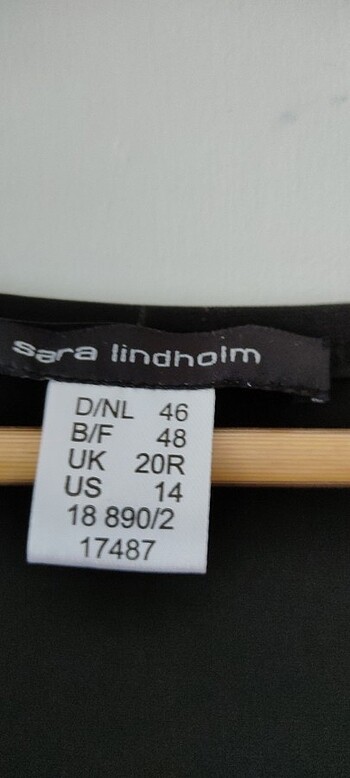 sara lindholm
D/NL 46
B/F 48
UK 20R
US 14
18 890/2
17487